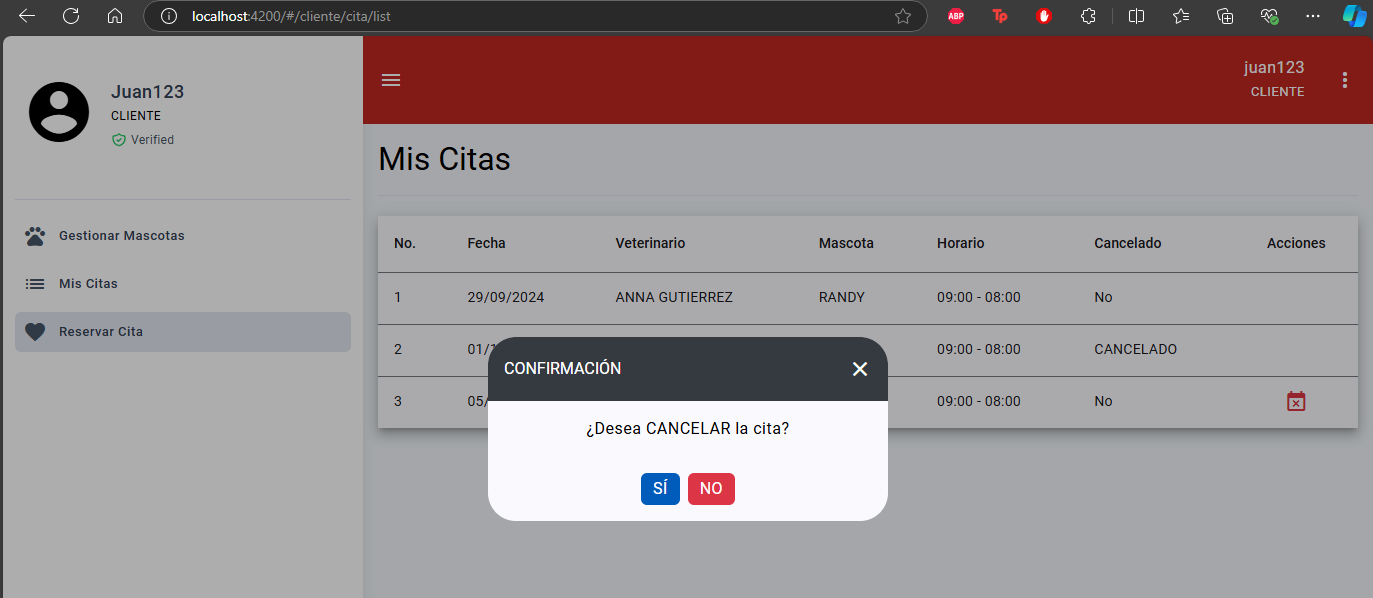 localhost:4200/#/cliente/cita/list
ABP
Tp
Juan123
CLIENTE
Verified
Gestionar Mascotas
Mis Citas
Reservar Cita
juan123
CLIENTE
Mis Citas
No. Fecha Veterinario Mascota Horario Cancelado Acciones
1 29/09/2024 ANNA GUTIERREZ RANDY 09:00 - 08:00 No
2 01/ 09:00 - 08:00 CANCELADO
3 05/ 09:00 - 08:00 No
CONFIRMACIÓN
¿Desea CANCELAR la cita?
SÍ NO